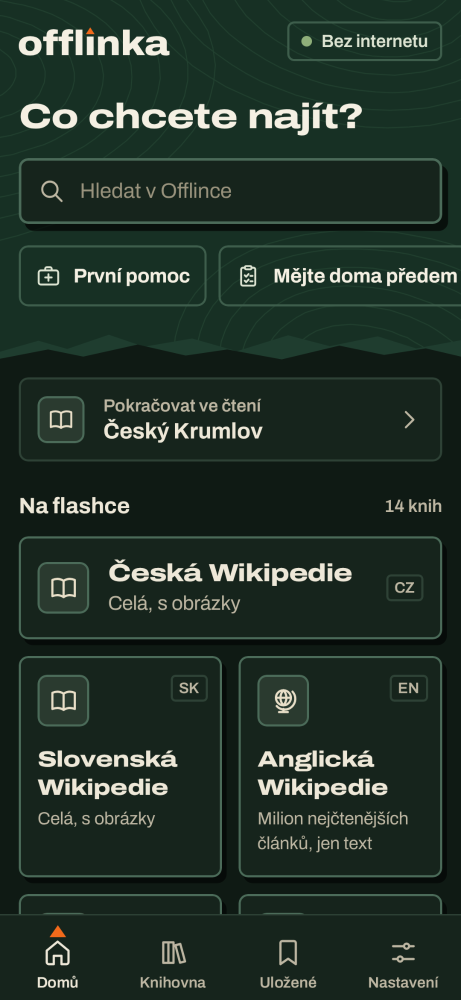 offlinka
Bez internetu
Co chcete najít?
Hledat v Offlince
První pomoc
Mějte doma předem
Pokračovat ve čtení
Český Krumlov
Na flashce
14 knih
Česká Wikipedie
Celá, s obrázky
CZ
SK
Slovenská
Wikipedie
Celá, s obrázky
EN
Anglická
Wikipedie
Milion nejčtenějších
článků, jen text
Domů
Knihovna
Uložené
Nastavení